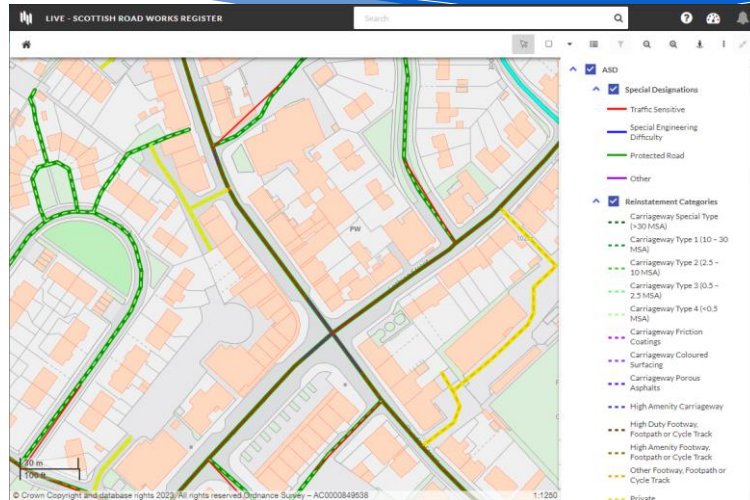 LIVE - SCOTTISH ROAD WORKS REGISTER
Search
ASD
Special Designations
Traffic Sensitive
Special Engineering
Difficulty
Protected Road
Other
Reinstatement Categories
Carriageway Special Type
(>30 MSA)
Carriageway Type 1 (10 – 30
MSA)
Carriageway Type 2 (2.5 –
10 MSA)
Carriageway Type 3 (0.5 –
2.5 MSA)
Carriageway Type 4 (<0.5
MSA)
Carriageway Friction
Coatings
Carriageway Coloured
Surfacing
Carriageway Porous
Asphalts
High Amenity Carriageway
High Duty Footway,
Footpath or Cycle Track
High Amenity Footway,
Footpath or Cycle Track
Other Footway, Footpath or
Cycle Track
Private
PW
30 m
100 ft
© Crown Copyright and database rights 2023. All rights reserved Ordnance Survey – AC0000849538
1:1250